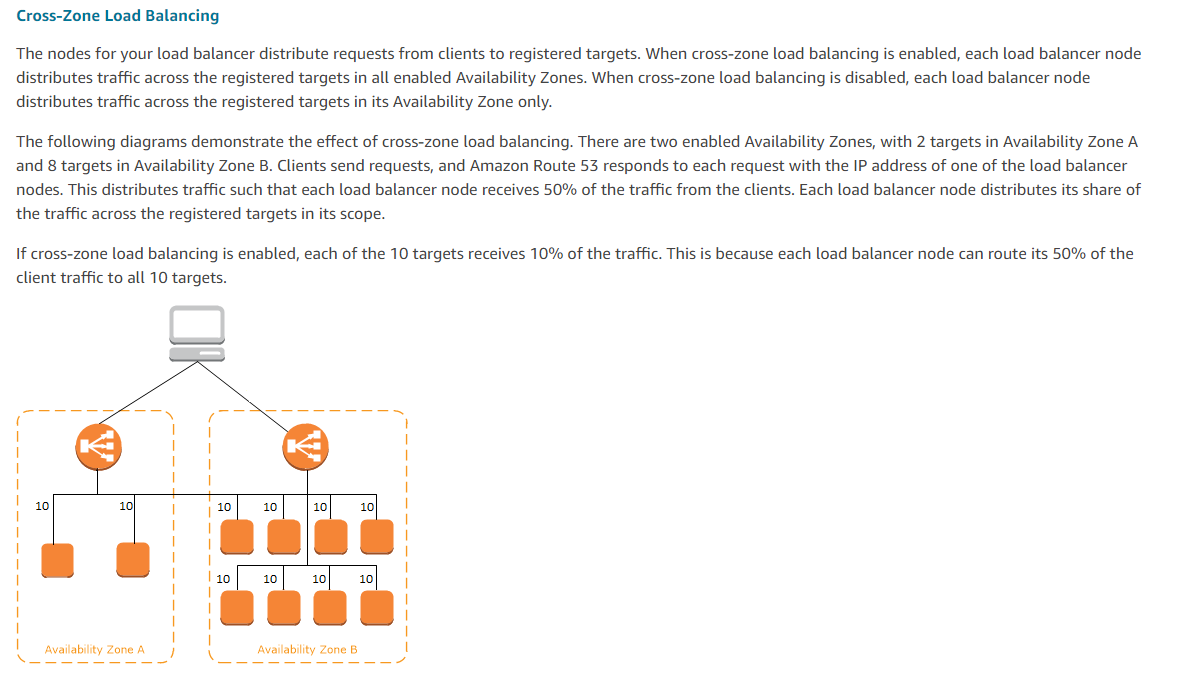 Cross-Zone Load Balancing
The nodes for your load balancer distribute requests from clients to registered targets. When cross-zone load balancing is enabled, each load balancer node
distributes traffic across the registered targets in all enabled Availability Zones. When cross-zone load balancing is disabled, each load balancer node
distributes traffic across the registered targets in its Availability Zone only.
The following diagrams demonstrate the effect of cross-zone load balancing. There are two enabled Availability Zones, with 2 targets in Availability Zone A
and 8 targets in Availability Zone B. Clients send requests, and Amazon Route 53 responds to each request with the IP address of one of the load balancer
nodes. This distributes traffic such that each load balancer node receives 50% of the traffic from the clients. Each load balancer node distributes its share of
the traffic across the registered targets in its scope.
If cross-zone load balancing is enabled, each of the 10 targets receives 10% of the traffic. This is because each load balancer node can route its 50% of the
client traffic to all 10 targets.
10 10 10 10 10 10
10 10 10 10
Availability Zone A Availability Zone B